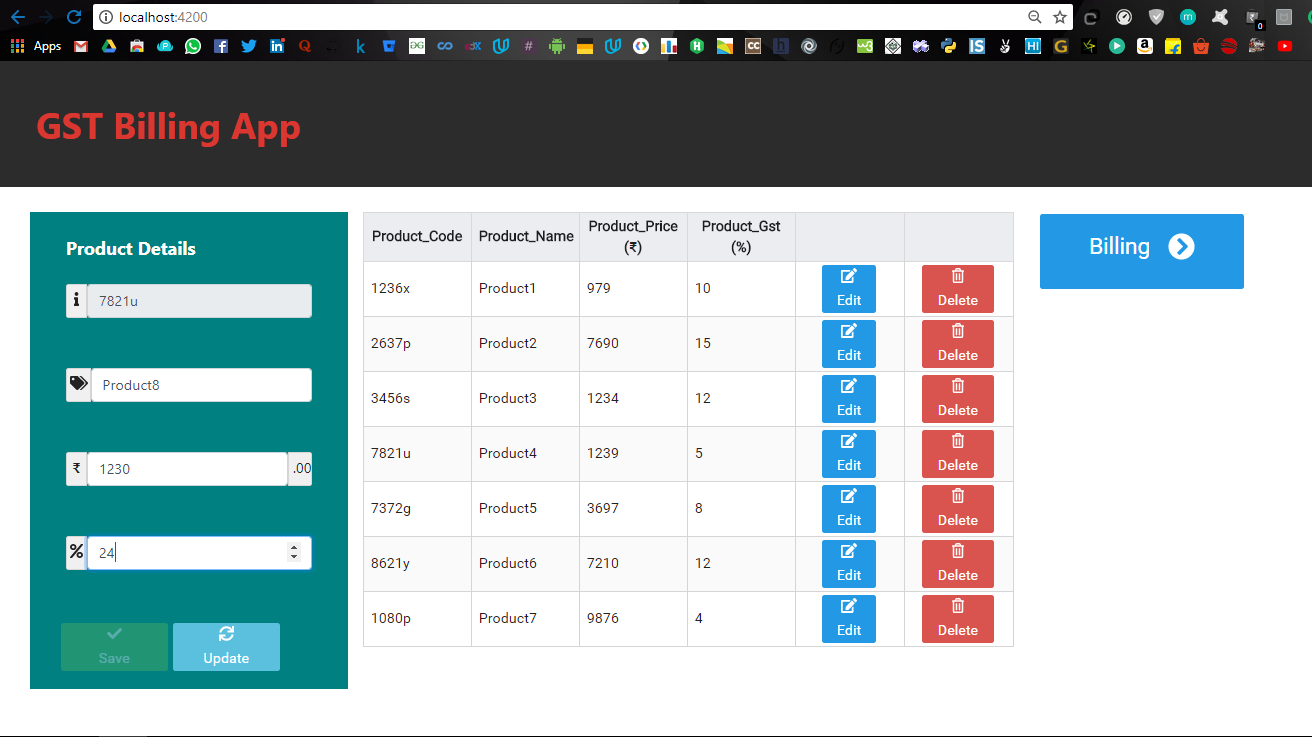 localhost:4200
Apps
GST Billing App
Product Details
7821u
Product8
₹ 1230 .00
% 24
Save Update
Product_Code Product_Name Product_Price (₹) Product_Gst (%)
1236x Product1 979 10 Edit Delete
2637p Product2 7690 15 Edit Delete
3456s Product3 1234 12 Edit Delete
7821u Product4 1239 5 Edit Delete
7372g Product5 3697 8 Edit Delete
8621y Product6 7210 12 Edit Delete
1080p Product7 9876 4 Edit Delete
Billing